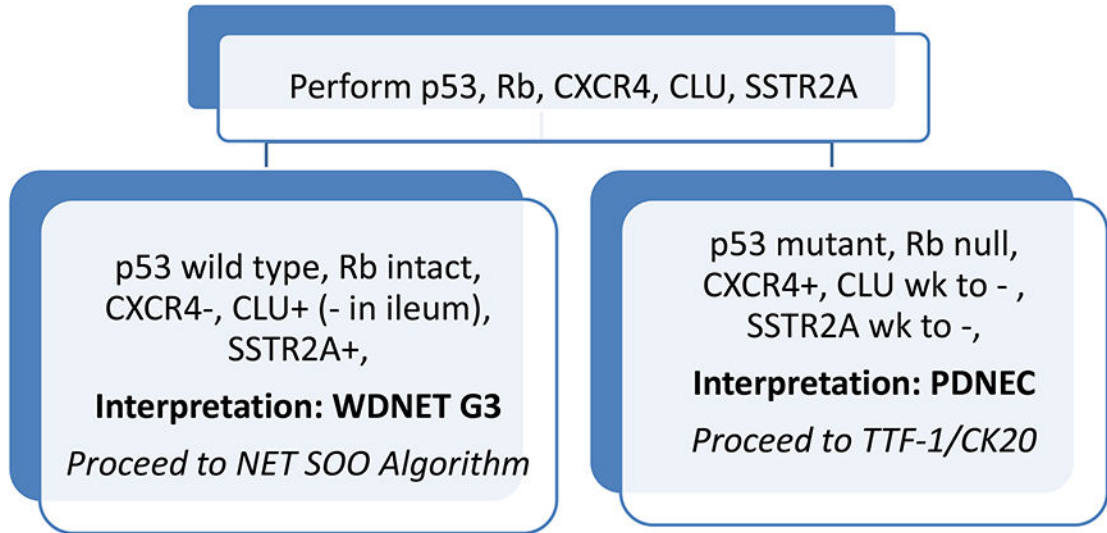 Perform p53, Rb, CXCR4, CLU, SSTR2A
p53 wild type, Rb intact,
CXCR4-, CLU+ (- in ileum),
SSTR2A+,
Interpretation: WDNET G3
Proceed to NET SOO Algorithm
p53 mutant, Rb null,
CXCR4+, CLU wk to - ,
SSTR2A wk to -,
Interpretation: PDNEC
Proceed to TTF-1/CK20